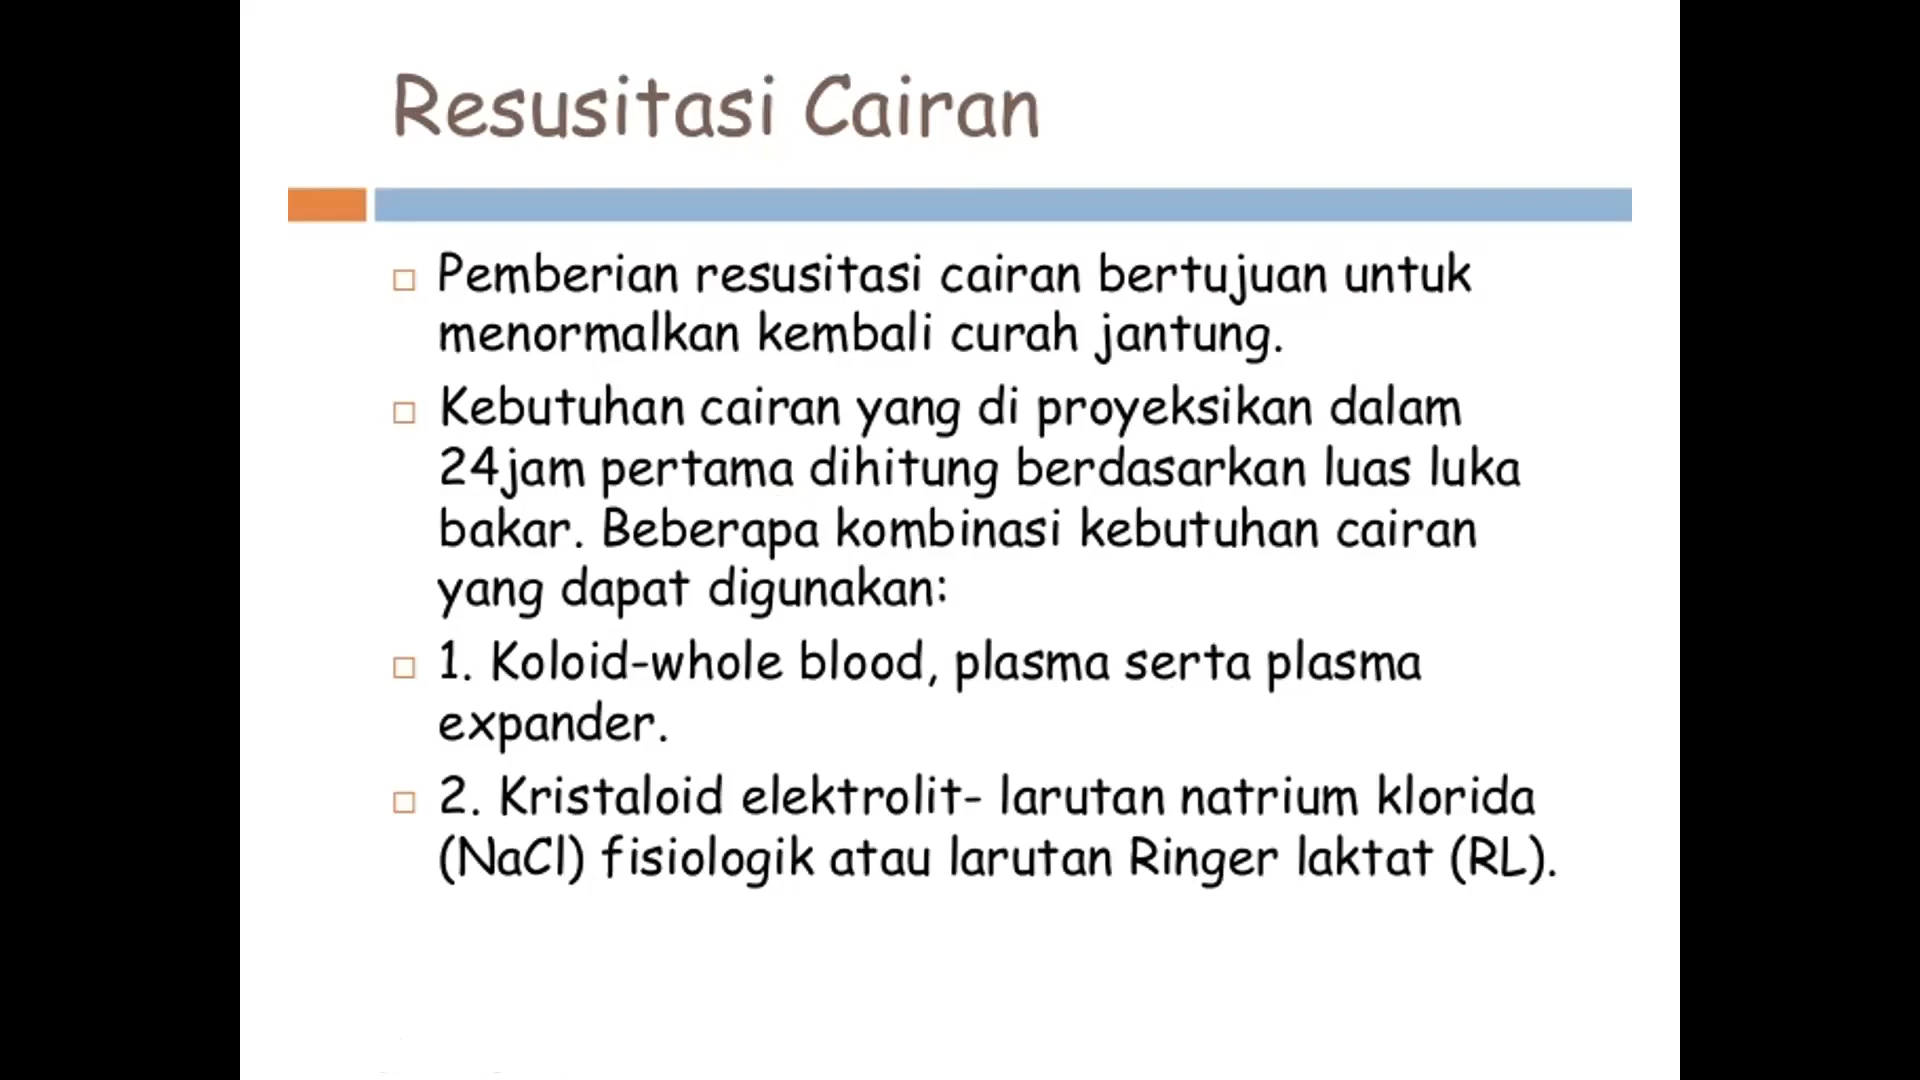 Resusitasi Cairan
Pemberian resusitasi cairan bertujuan untuk
menormalkan kembali curah jantung.
Kebutuhan cairan yang di proyeksikan dalam
24jam pertama dihitung berdasarkan luas luka
bakar. Beberapa kombinasi kebutuhan cairan
yang dapat digunakan:
1. Koloid-whole blood, plasma serta plasma
expander.
2. Kristaloid elektrolit- larutan natrium klorida
(NaCl) fisiologik atau larutan Ringer laktat (RL).